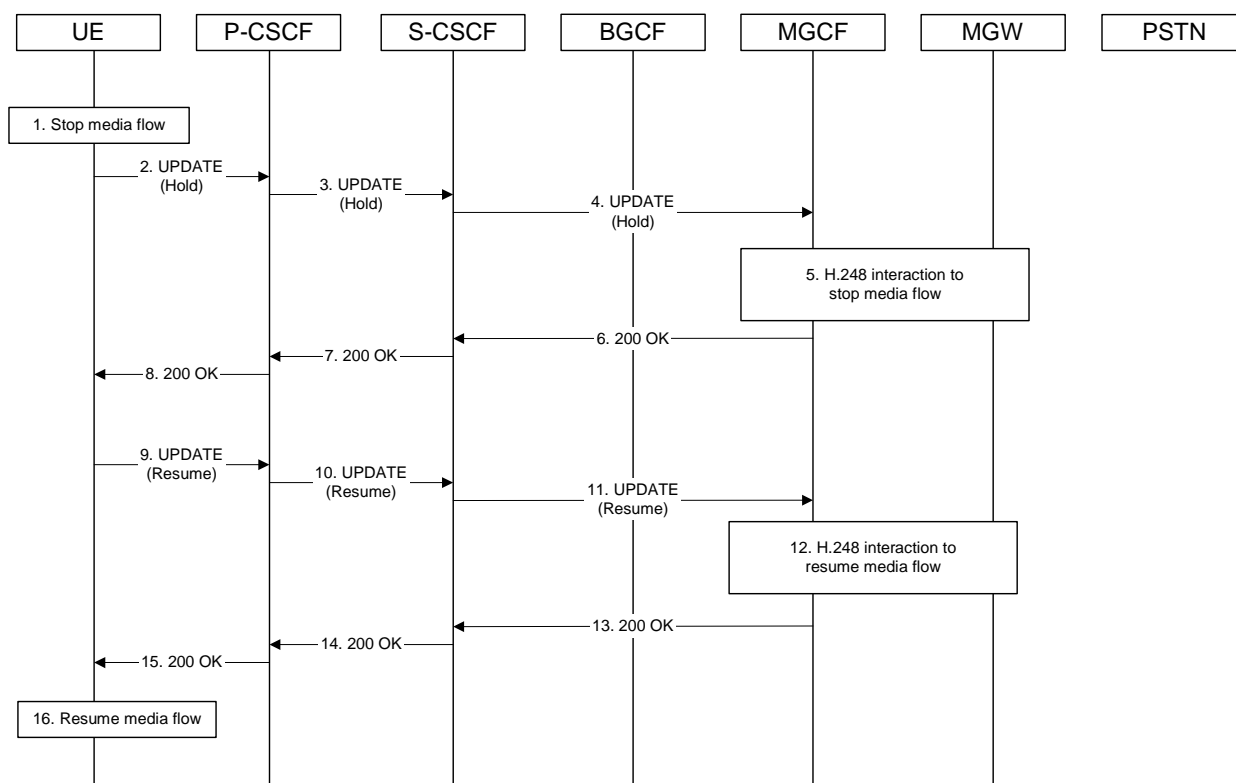 UE
P-CSCF
S-CSCF
BGCF
MGCF
MGW
PSTN
1. Stop media flow
2. UPDATE
(Hold)
3. UPDATE
(Hold)
4. UPDATE
(Hold)
5. H.248 interaction to
stop media flow
6. 200 OK
7. 200 OK
8. 200 OK
9. UPDATE
(Resume)
10. UPDATE
(Resume)
11. UPDATE
(Resume)
12. H.248 interaction to
resume media flow
13. 200 OK
14. 200 OK
15. 200 OK
16. Resume media flow